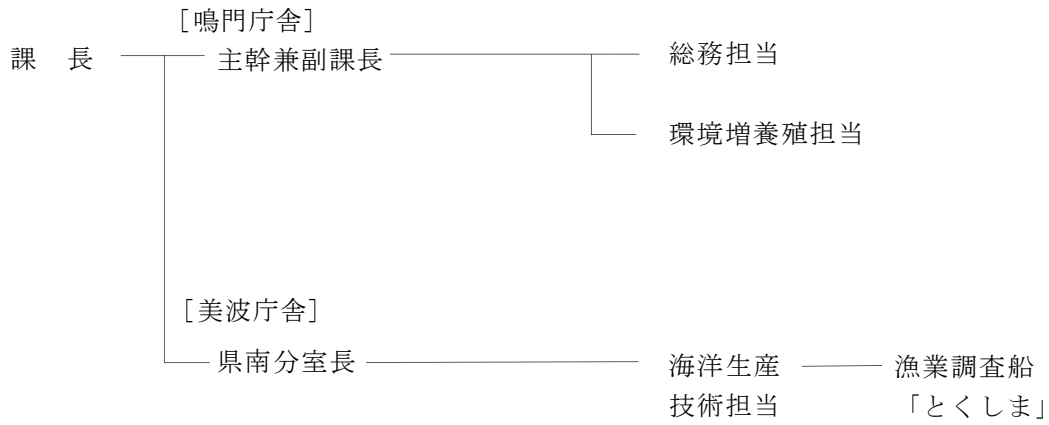 [鳴門庁舎]
課　長
主幹兼副課長
総務担当
環境増養殖担当
[美波庁舎]
県南分室長
海洋生産
技術担当
漁業調査船
「とくしま」